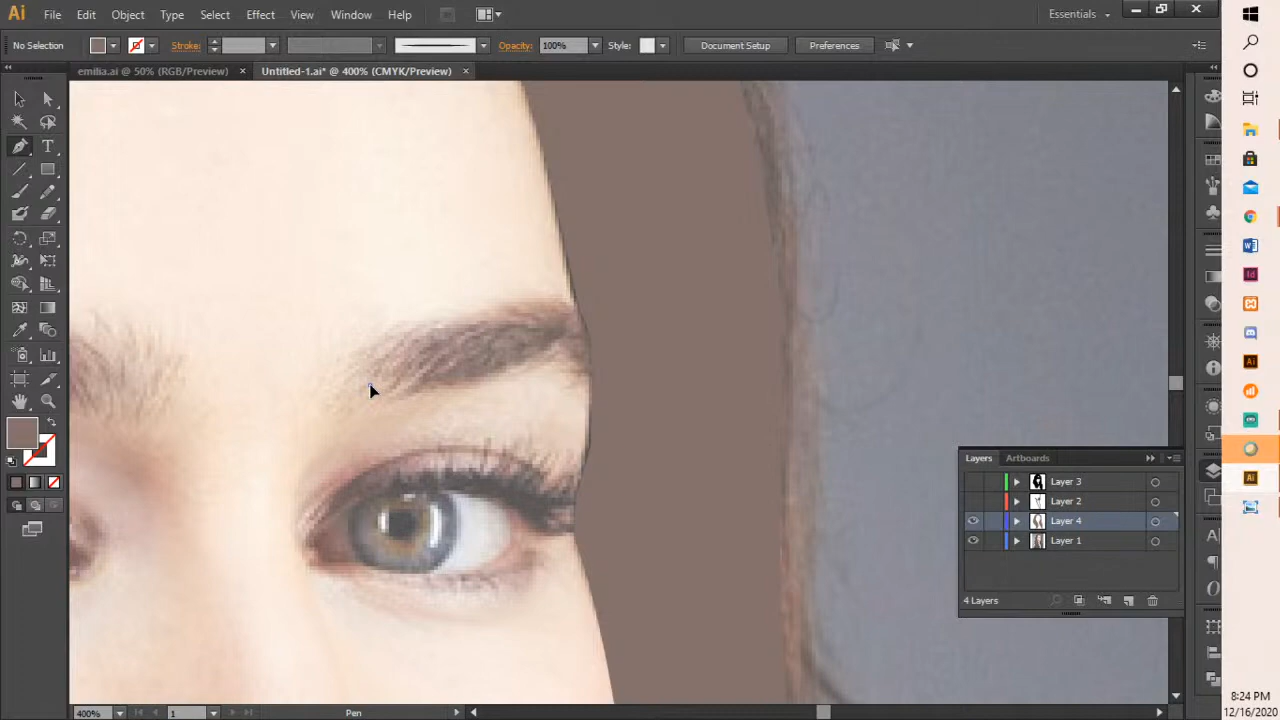 Ai File Edit Object Type Select Effect View Window Help Essentials
No Selection Stroke: Opacity: 100% Style: Document Setup Preferences
emilia.ai @ 50% (RGB/Preview) × Untitled-1.ai* @ 400% (CMYK/Preview) ×
Layers Artboards
Layer 3
Layer 2
Layer 4
Layer 1
4 Layers
400% 1 Pen
8:24 PM
12/16/2020